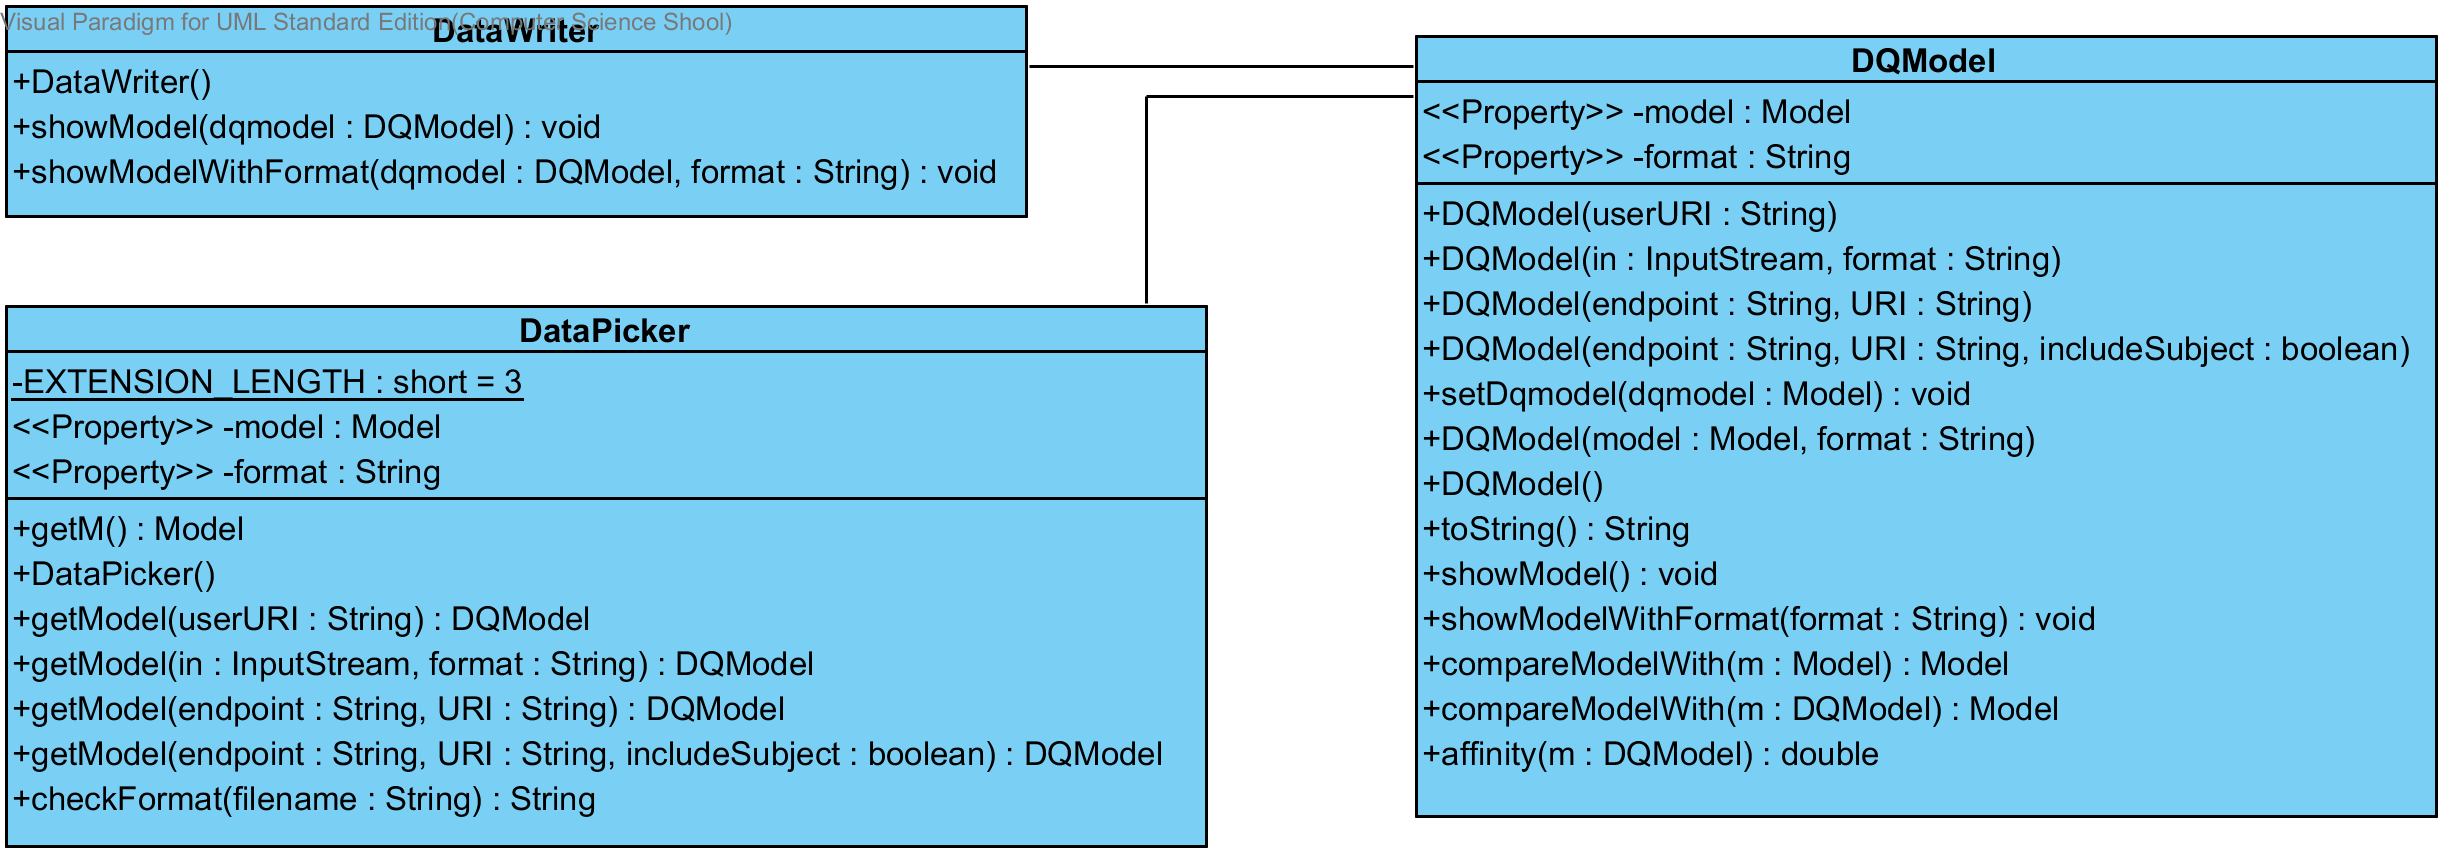 Visual Paradigm for UML Standard Edition(Computer Science Shool)
DataWriter
+DataWriter()
+showModel(dqmodel : DQModel) : void
+showModelWithFormat(dqmodel : DQModel, format : String) : void
DataPicker
-EXTENSION_LENGTH : short = 3
<<Property>> -model : Model
<<Property>> -format : String
+getM() : Model
+DataPicker()
+getModel(userURI : String) : DQModel
+getModel(in : InputStream, format : String) : DQModel
+getModel(endpoint : String, URI : String) : DQModel
+getModel(endpoint : String, URI : String, includeSubject : boolean) : DQModel
+checkFormat(filename : String) : String
DQModel
<<Property>> -model : Model
<<Property>> -format : String
+DQModel(userURI : String)
+DQModel(in : InputStream, format : String)
+DQModel(endpoint : String, URI : String)
+DQModel(endpoint : String, URI : String, includeSubject : boolean)
+setDqmodel(dqmodel : Model) : void
+DQModel(model : Model, format : String)
+DQModel()
+toString() : String
+showModel() : void
+showModelWithFormat(format : String) : void
+compareModelWith(m : Model) : Model
+compareModelWith(m : DQModel) : Model
+affinity(m : DQModel) : double